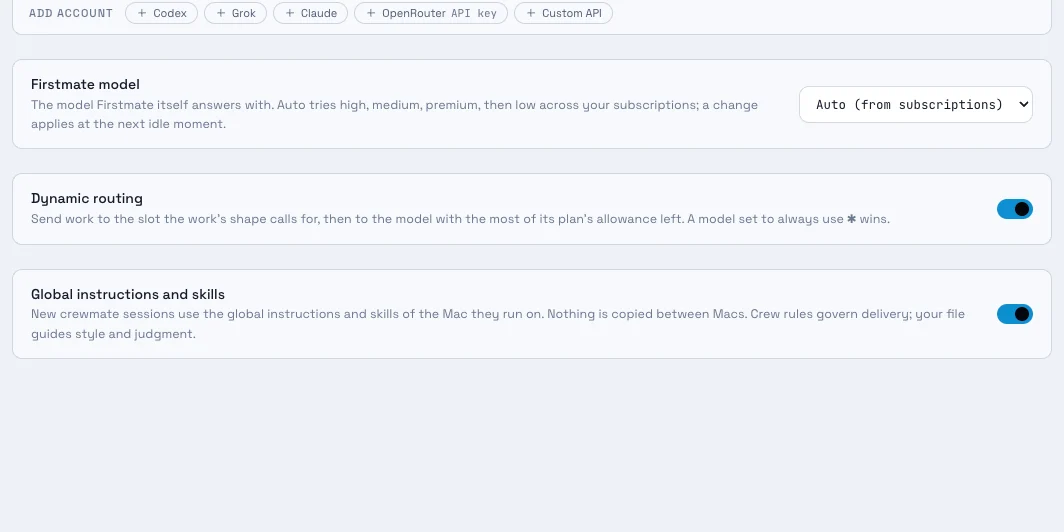 ADD ACCOUNT + Codex + Grok + Claude + OpenRouter API key + Custom API
Firstmate model
The model Firstmate itself answers with. Auto tries high, medium, premium, then low across your subscriptions; a change
applies at the next idle moment.
Auto (from subscriptions)
Dynamic routing
Send work to the slot the work's shape calls for, then to the model with the most of its plan's allowance left. A model set to always use ✱ wins.
Global instructions and skills
New crewmate sessions use the global instructions and skills of the Mac they run on. Nothing is copied between Macs. Crew rules govern delivery; your file
guides style and judgment.